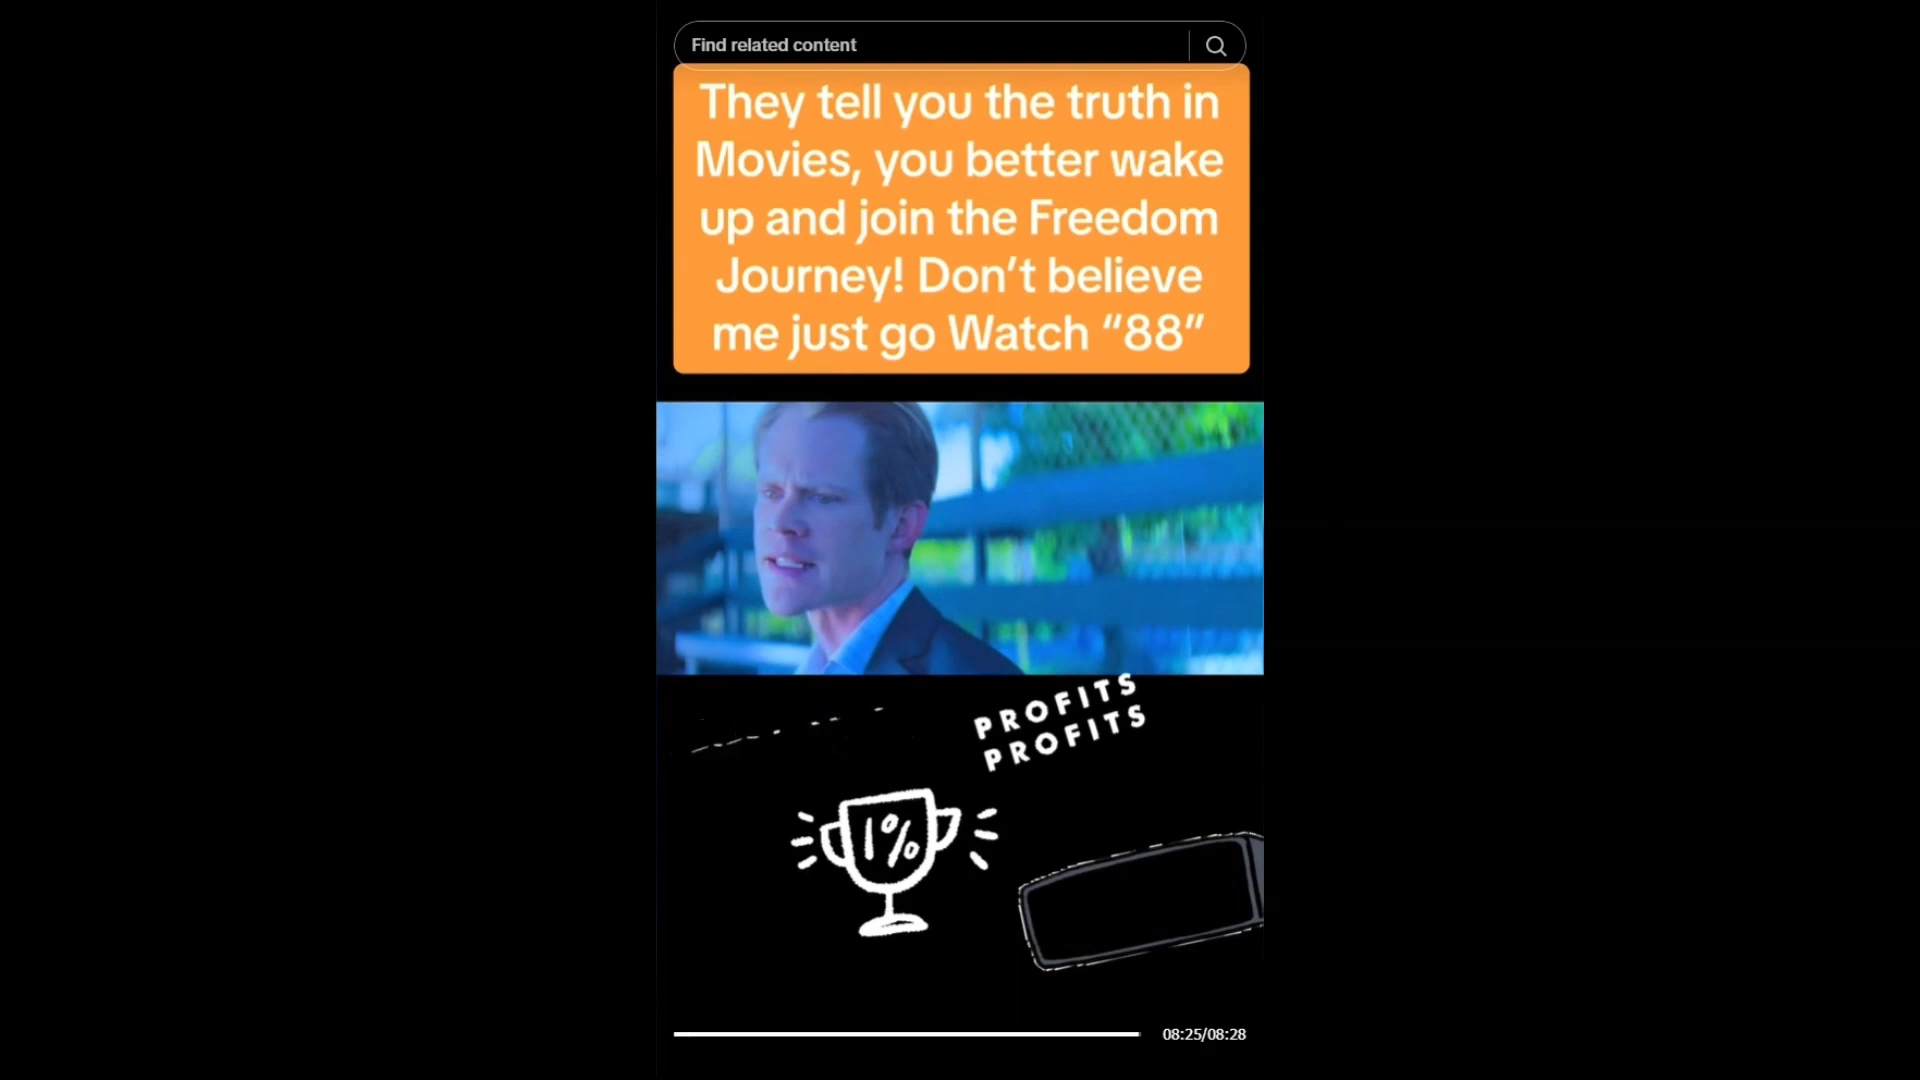 Find related content
They tell you the truth in
Movies, you better wake
up and join the Freedom
Journey! Don’t believe
me just go Watch “88”
PROFITS
PROFITS
1%
08:25/08:28